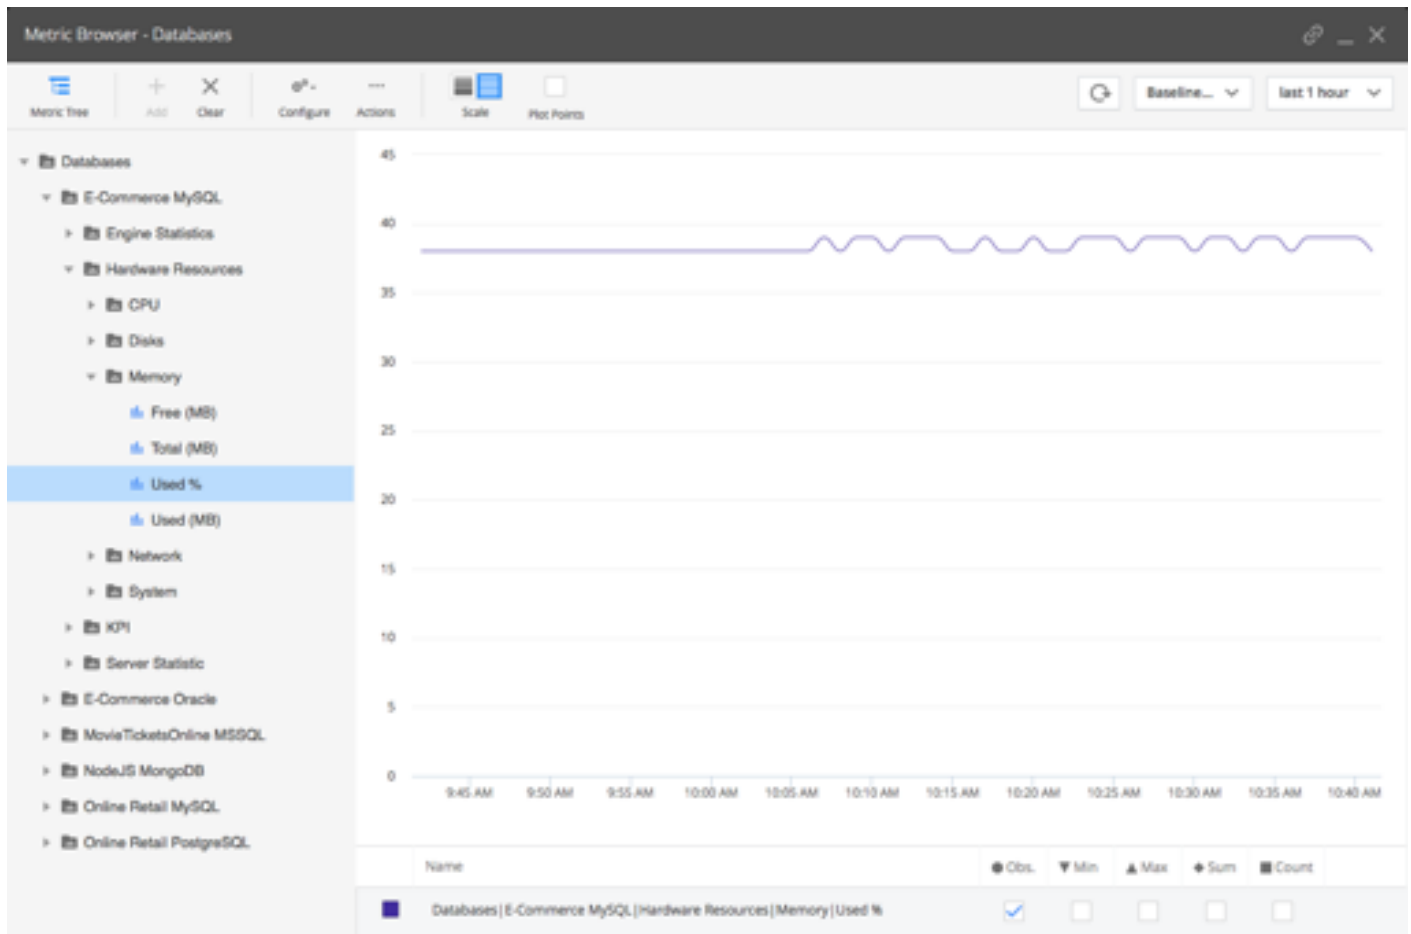 Metric Browser - Databases
Metric Tree
Add
Clear
Configure
Actions
Scale
Plot Points
Baseline...
last 1 hour
Databases
E-Commerce MySQL
Engine Statistics
Hardware Resources
CPU
Disks
Memory
Free (MB)
Total (MB)
Used %
Used (MB)
Network
System
KPI
Server Statistic
E-Commerce Oracle
MovieTicketsOnline MSSQL
NodeJS MongoDB
Online Retail MySQL
Online Retail PostgreSQL
45
40
35
30
25
20
15
10
5
0
9:45 AM 9:50 AM 9:55 AM 10:00 AM 10:05 AM 10:10 AM 10:15 AM 10:20 AM 10:25 AM 10:30 AM 10:35 AM 10:40 AM
Name Obs. Min Max Sum Count
Databases|E-Commerce MySQL|Hardware Resources|Memory|Used %